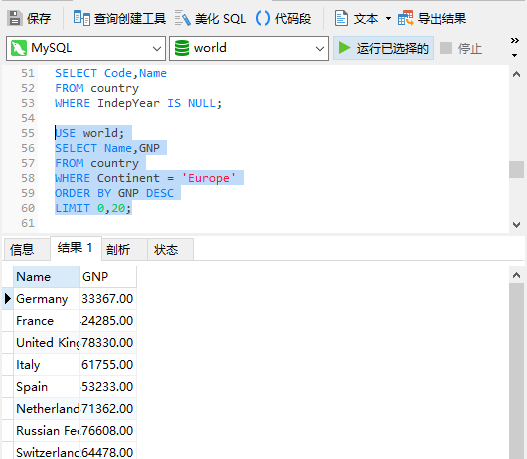 保存 查询创建工具 美化 SQL () 代码段 文本 导出结果
MySQL world 运行已选择的 停止
51 SELECT Code,Name
52 FROM country
53 WHERE IndepYear IS NULL;
54
55 USE world;
56 SELECT Name,GNP
57 FROM country
58 WHERE Continent = 'Europe'
59 ORDER BY GNP DESC
60 LIMIT 0,20;
61
信息 结果 1 剖析 状态
Name GNP
Germany 33367.00
France 24285.00
United King 78330.00
Italy 61755.00
Spain 53233.00
Netherland 71362.00
Russian Fe 76608.00
Switzerland 64478.00